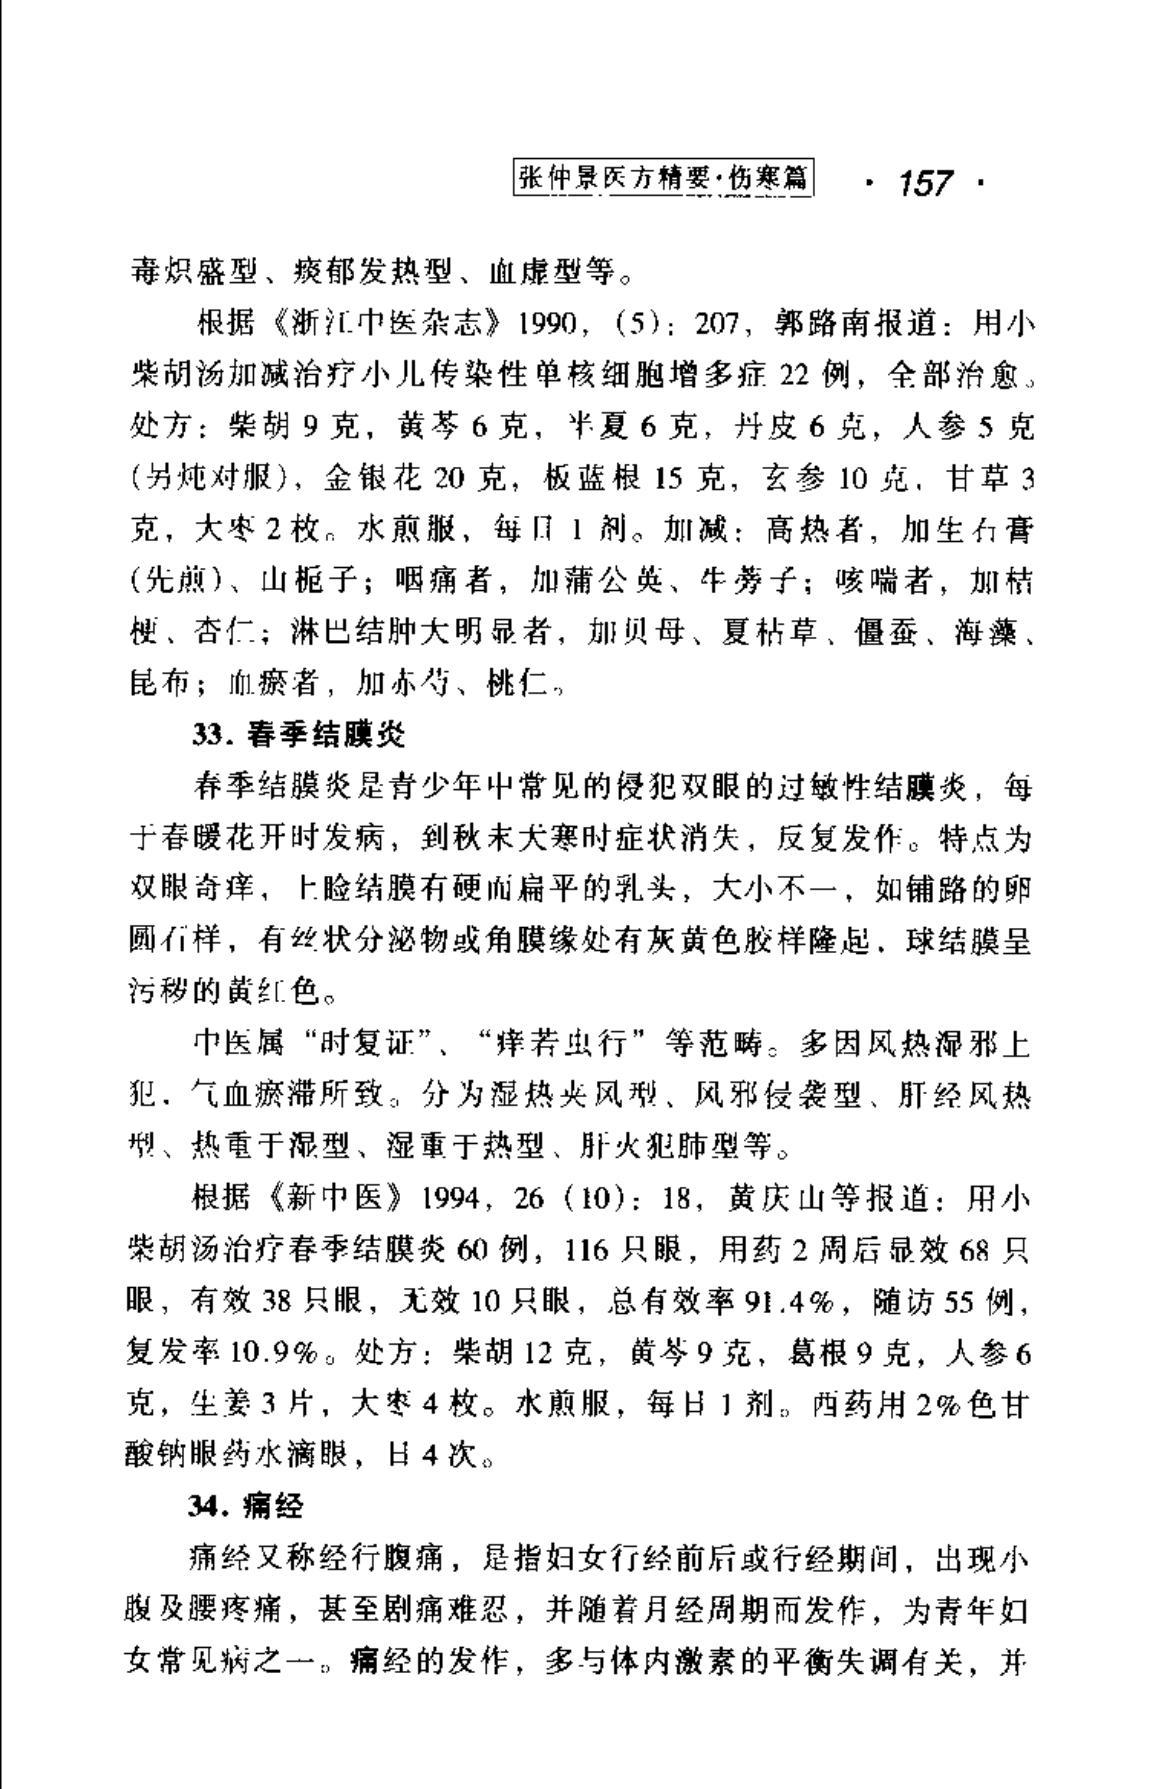 张仲景医方精要·伤寒篇 · 157 ·
毒炽盛型、痰郁发热型、血虚型等。
根据《浙江中医杂志》1990，(5)：207，郭路南报道：用小
柴胡汤加减治疗小儿传染性单核细胞增多症 22 例，全部治愈。
处方：柴胡 9 克，黄芩 6 克，半夏 6 克，丹皮 6 克，人参 5 克
(另炖对服)，金银花 20 克，板蓝根 15 克，玄参 10 克，甘草 3
克，大枣 2 枚。水煎服，每日 1 剂。加减：高热者，加生石膏
(先煎)、山栀子；咽痛者，加蒲公英、牛蒡子；咳喘者，加桔
梗、杏仁；淋巴结肿大明显者，加贝母、夏枯草、僵蚕、海藻、
昆布；血瘀者，加赤芍、桃仁。
33. 春季结膜炎
春季结膜炎是青少年中常见的侵犯双眼的过敏性结膜炎，每
于春暖花开时发病，到秋末大寒时症状消失，反复发作。特点为
双眼奇痒，上睑结膜有硬而扁平的乳头，大小不一，如铺路的卵
圆石样，有丝状分泌物或角膜缘处有灰黄色胶样隆起，球结膜呈
污秽的黄红色。
中医属“时复证”、“痒若虫行”等范畴。多因风热湿邪上
犯，气血瘀滞所致。分为湿热夹风型、风邪侵袭型、肝经风热
型、热重于湿型、湿重于热型、肝火犯肺型等。
根据《新中医》1994，26 (10)：18，黄庆山等报道：用小
柴胡汤治疗春季结膜炎 60 例，116 只眼，用药 2 周后显效 68 只
眼，有效 38 只眼，无效 10 只眼，总有效率 91.4%，随访 55 例，
复发率 10.9%。处方：柴胡 12 克，黄芩 9 克，葛根 9 克，人参 6
克，生姜 3 片，大枣 4 枚。水煎服，每日 1 剂。西药用 2%色甘
酸钠眼药水滴眼，日 4 次。
34. 痛经
痛经又称经行腹痛，是指妇女行经前后或行经期间，出现小
腹及腰疼痛，甚至剧痛难忍，并随着月经周期而发作，为青年妇
女常见病之一。痛经的发作，多与体内激素的平衡失调有关，并